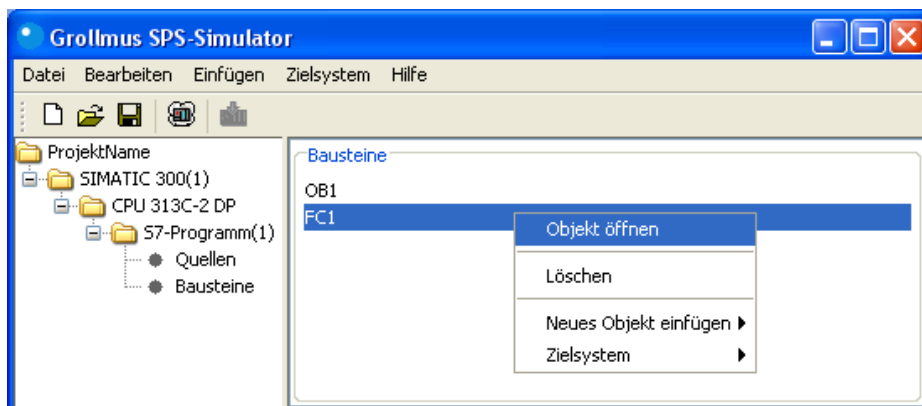 Grollmus SPS-Simulator
Datei Bearbeiten Einfügen Zielsystem Hilfe
ProjektName
SIMATIC 300(1)
CPU 313C-2 DP
S7-Programm(1)
Quellen
Bausteine
Bausteine
OB1
FC1
Objekt öffnen
Löschen
Neues Objekt einfügen
Zielsystem